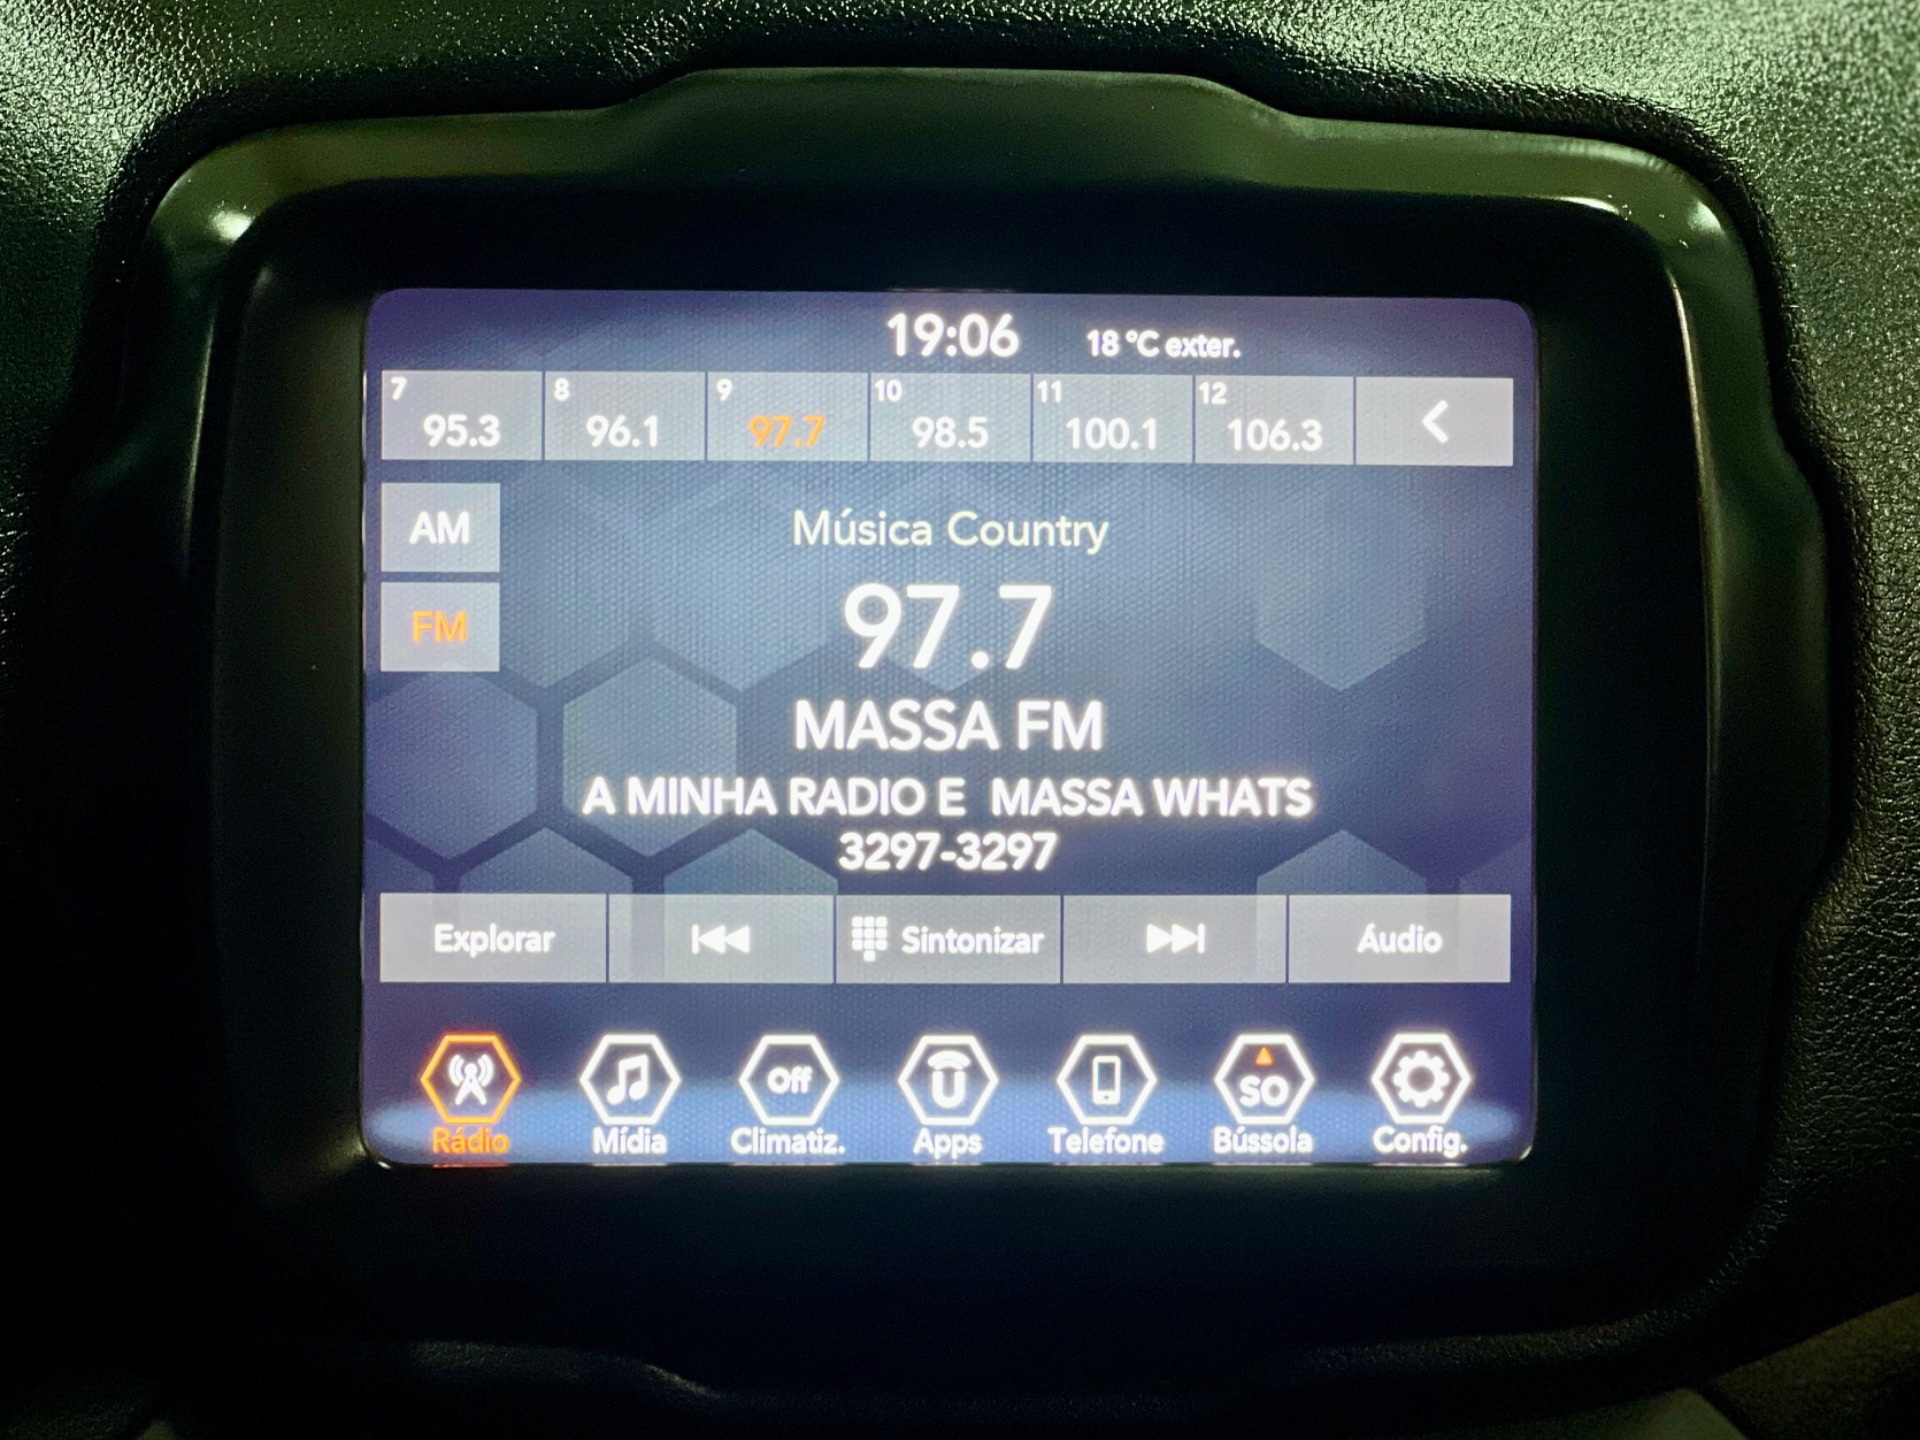 19:06 18 °C exter.
7 8 9 10 11 12
95.3 96.1 97.7 98.5 100.1 106.3
AM
Música Country
FM
97.7
MASSA FM
A MINHA RADIO E  MASSA WHATS
3297-3297
Explorar Sintonizar Áudio
Off U SO
Rádio Mídia Climatiz. Apps Telefone Bússola Config.